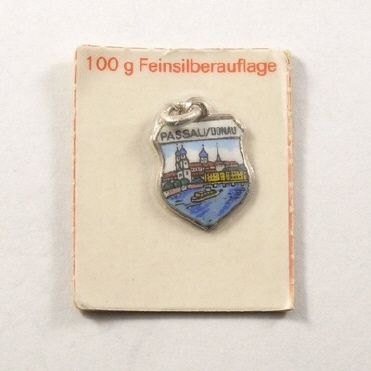 100 g Feinsilberauflage
PASSAU/DONAU